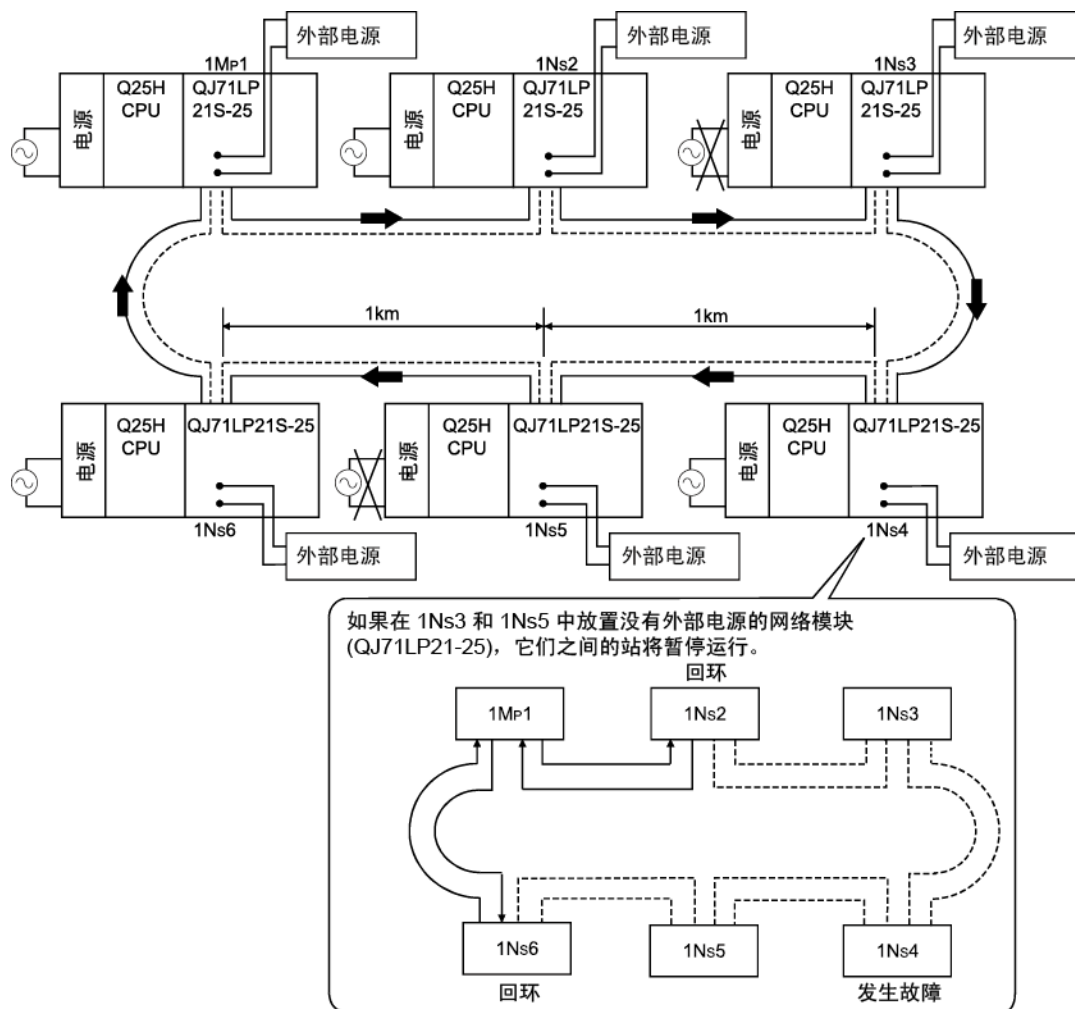 外部电源
外部电源
外部电源
1MP1
1NS2
1NS3
电源
Q25H
CPU
QJ71LP
21S-25
电源
Q25H
CPU
QJ71LP
21S-25
电源
Q25H
CPU
QJ71LP
21S-25
1km
1km
电源
Q25H
CPU
QJ71LP21S-25
电源
Q25H
CPU
QJ71LP21S-25
电源
Q25H
CPU
QJ71LP21S-25
1NS6
1NS5
1NS4
外部电源
外部电源
外部电源
如果在 1NS3 和 1NS5 中放置没有外部电源的网络模块
(QJ71LP21-25)，它们之间的站将暂停运行。
回环
1MP1
1NS2
1NS3
1NS6
1NS5
1NS4
回环
发生故障